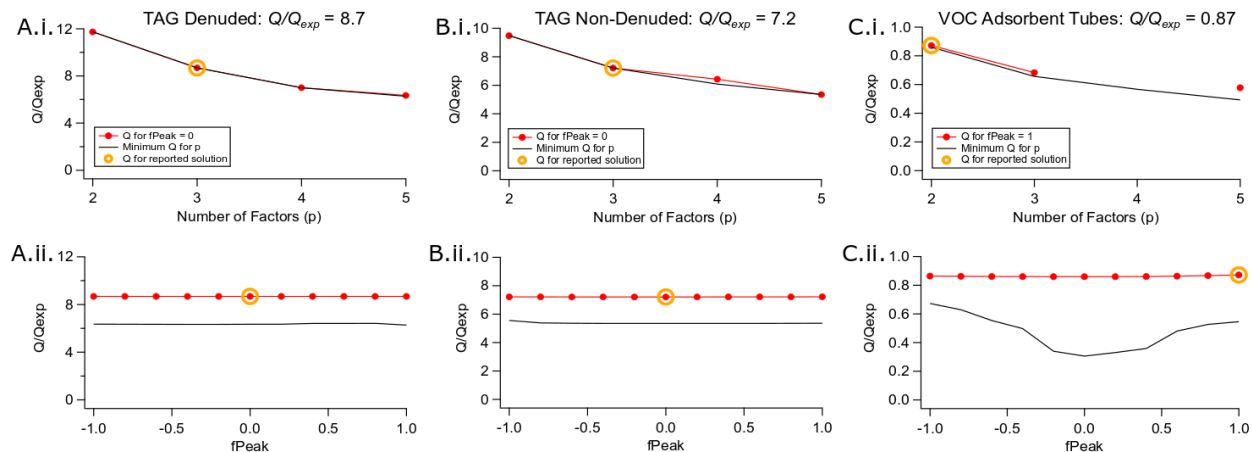 A.i.
TAG Denuded: Q/Qexp = 8.7
12
8
4
0
Q/Qexp
Q for fPeak = 0
Minimum Q for p
Q for reported solution
2
3
4
5
Number of Factors (p)
B.i.
TAG Non-Denuded: Q/Qexp = 7.2
10
8
6
4
2
0
Q/Qexp
Q for fPeak = 0
Minimum Q for p
Q for reported solution
2
3
4
5
Number of Factors (p)
C.i.
VOC Adsorbent Tubes: Q/Qexp = 0.87
1.0
0.8
0.6
0.4
0.2
0.0
Q/Qexp
Q for fPeak = 1
Minimum Q for p
Q for reported solution
2
3
4
5
Number of Factors (p)
A.ii.
12
8
4
0
Q/Qexp
-1.0
-0.5
0.0
0.5
1.0
fPeak
B.ii.
10
8
6
4
2
0
Q/Qexp
-1.0
-0.5
0.0
0.5
1.0
fPeak
C.ii.
1.0
0.8
0.6
0.4
0.2
0.0
Q/Qexp
-1.0
-0.5
0.0
0.5
1.0
fPeak